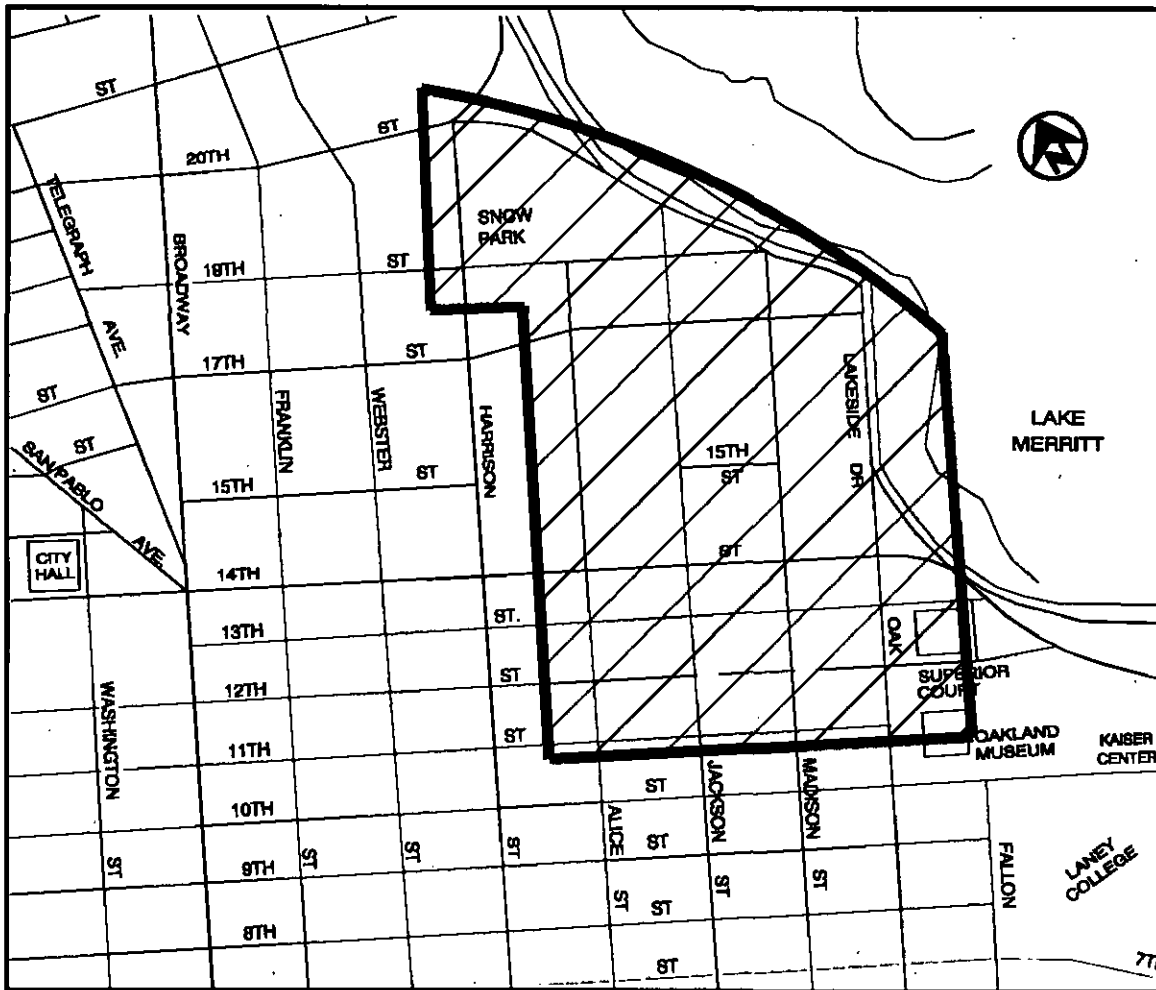 ST
20TH
ST
TELEGRAPH
AVE.
BROADWAY
SNOW
PARK
19TH
ST
17TH
ST
ST
ST
SAN PABLO
AVE.
FRANKLIN
WEBSTER
HARRISON
LAKESIDE
DR
LAKE
MERRITT
15TH
ST
15TH
ST
CITY
HALL
14TH
ST
13TH
ST.
OAK
12TH
ST
SUPERIOR
COURT
WASHINGTON
ST
11TH
ST
OAKLAND
MUSEUM
KAISER
CENTER
10TH
ST
ALICE
ST
JACKSON
ST
MADISON
ST
9TH
ST
ST
ST
ST
FALLON
LANEY
COLLEGE
8TH
ST
ST
7TH